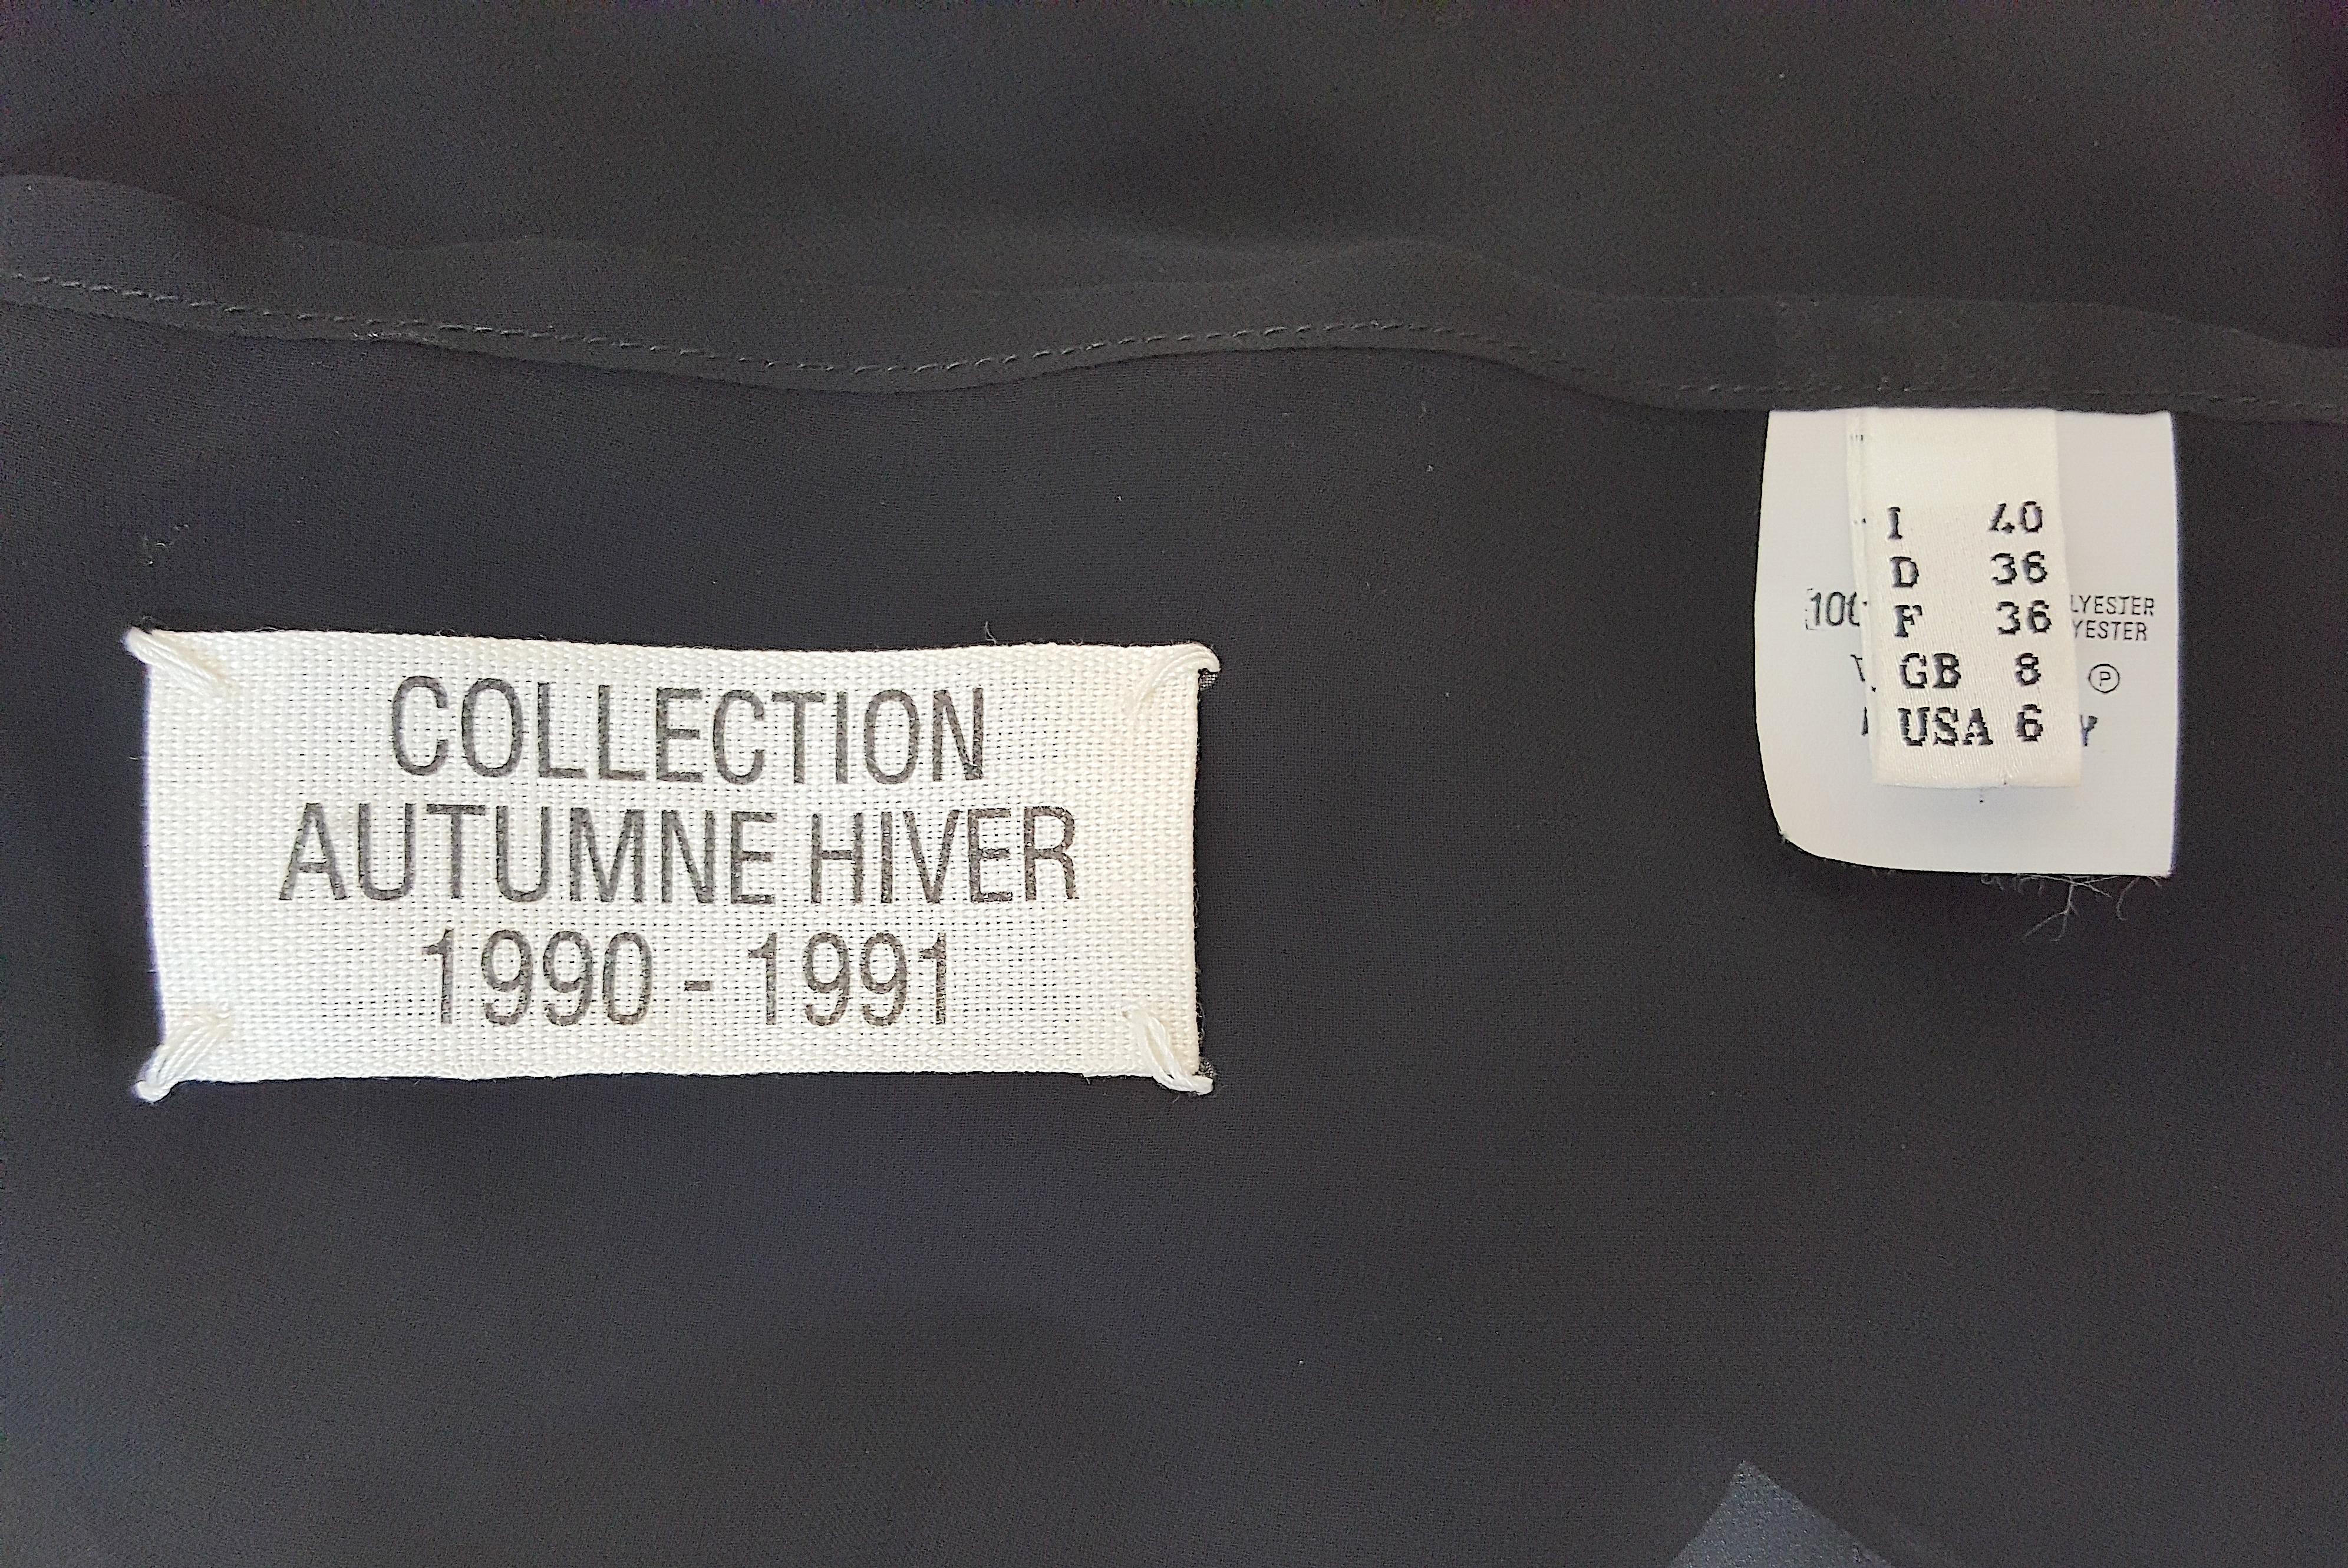 COLLECTION
AUTUMNE HIVER
1990 - 1991
I 40
D 36
F 36
GB 8
USA 6
P